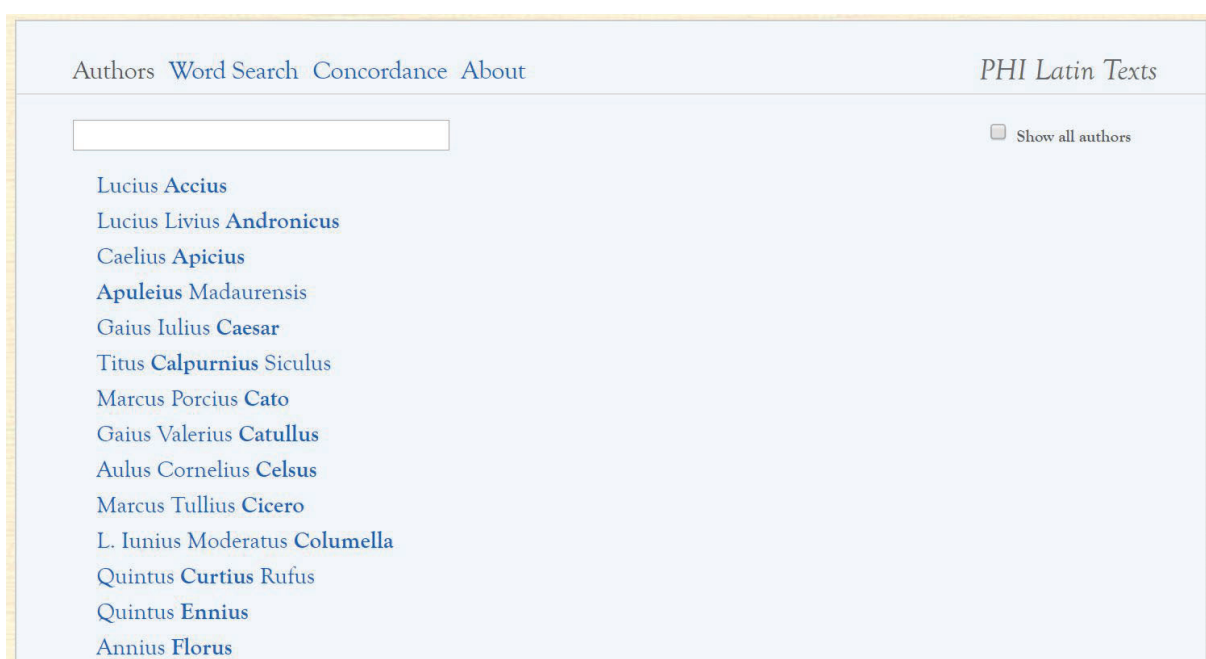 Authors Word Search Concordance About PHI Latin Texts
Show all authors
Lucius Accius
Lucius Livius Andronicus
Caelius Apicius
Apuleius Madaurensis
Gaius Iulius Caesar
Titus Calpurnius Siculus
Marcus Porcius Cato
Gaius Valerius Catullus
Aulus Cornelius Celsus
Marcus Tullius Cicero
L. Iunius Moderatus Columella
Quintus Curtius Rufus
Quintus Ennius
Annius Florus